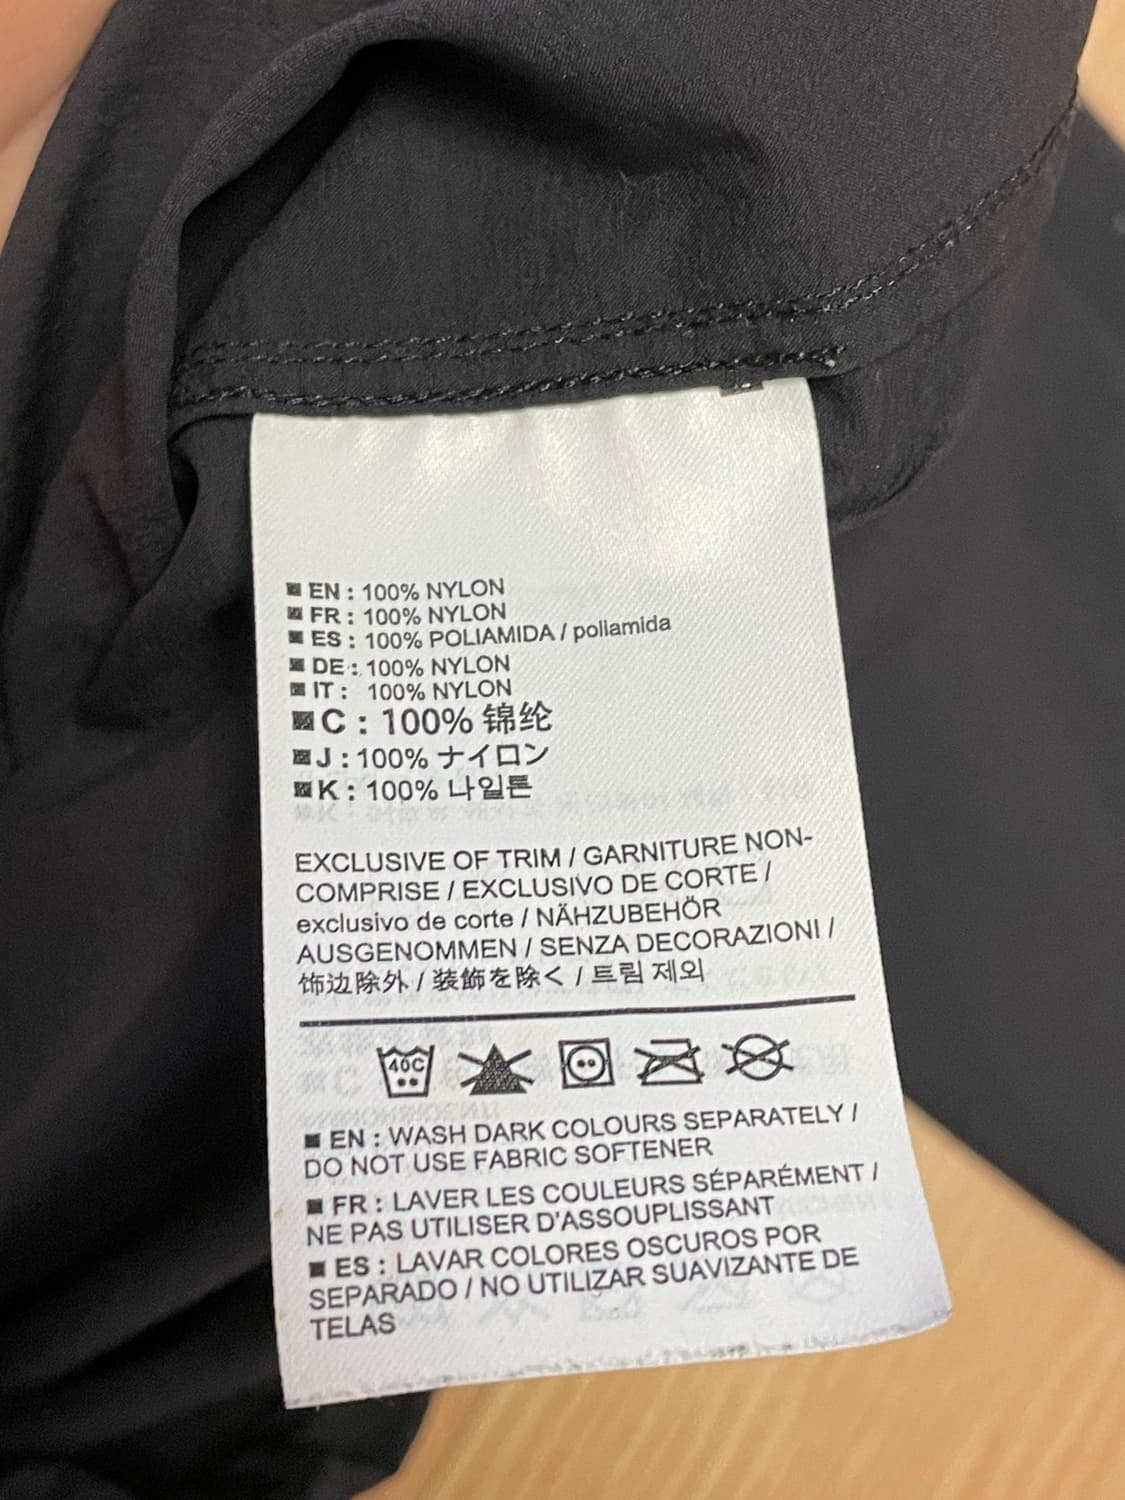 EN : 100% NYLON
FR : 100% NYLON
ES : 100% POLIAMIDA / poliamida
DE : 100% NYLON
IT : 100% NYLON
C : 100% 锦纶
J : 100% ナイロン
K : 100% 나일론
EXCLUSIVE OF TRIM / GARNITURE NON-
COMPRISE / EXCLUSIVO DE CORTE /
exclusivo de corte / NÄHZUBEHÖR
AUSGENOMMEN / SENZA DECORAZIONI /
饰边除外 / 装飾を除く / 트림 제외
40C
EN : WASH DARK COLOURS SEPARATELY /
DO NOT USE FABRIC SOFTENER
FR : LAVER LES COULEURS SÉPARÉMENT /
NE PAS UTILISER D'ASSOUPLISSANT
ES : LAVAR COLORES OSCUROS POR
SEPARADO / NO UTILIZAR SUAVIZANTE DE
TELAS